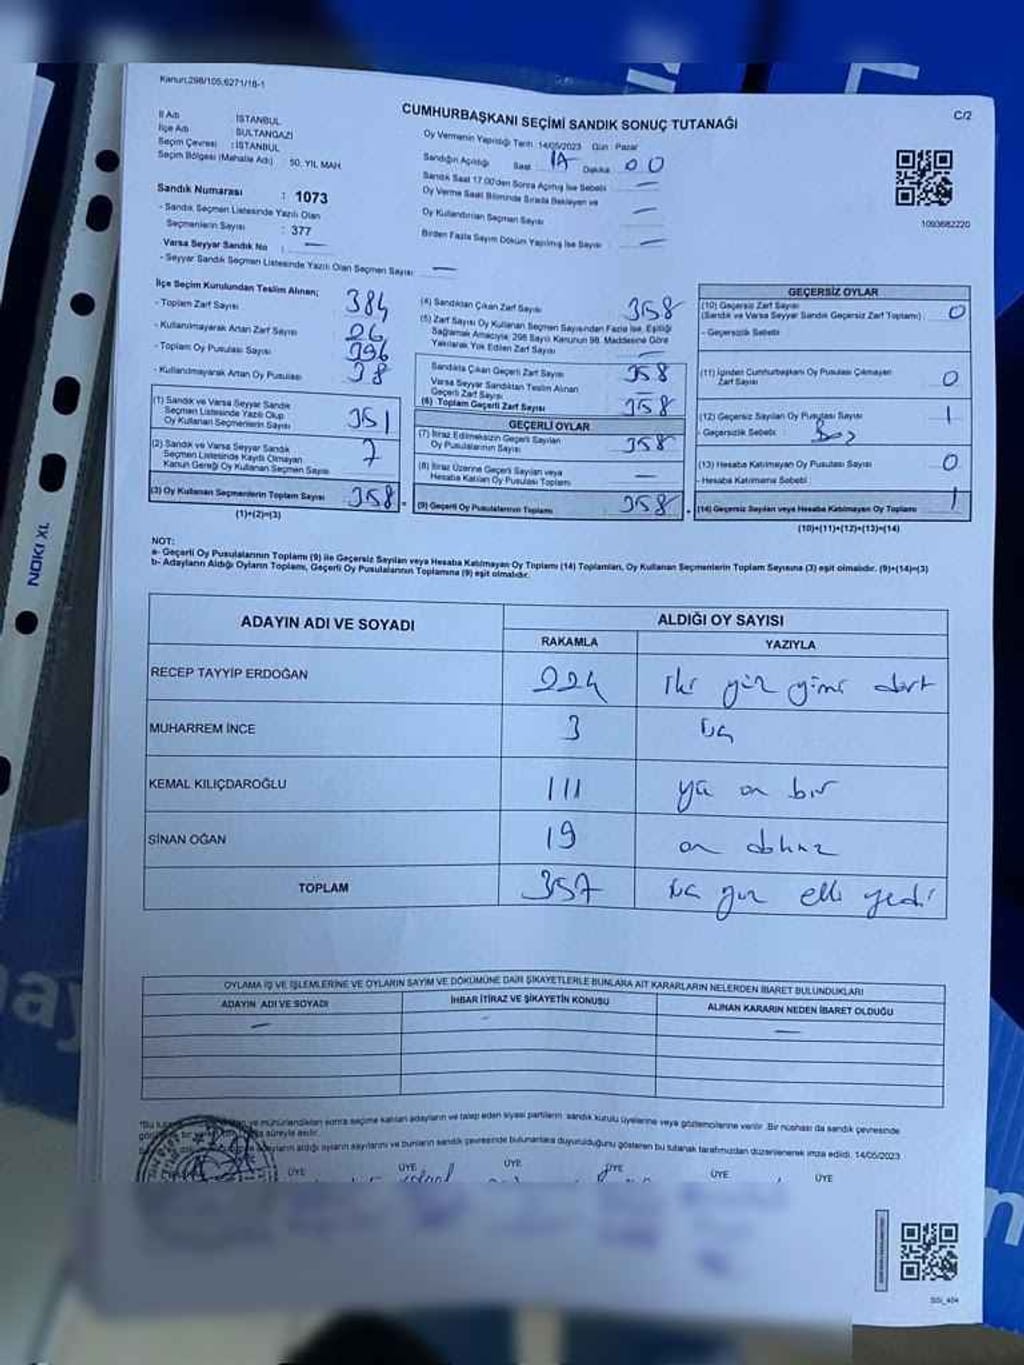 Kanun:298/105,6271/18-1
C/2
CUMHURBAŞKANI SEÇİMİ SANDIK SONUÇ TUTANAĞI
İl Adı : İSTANBUL
İlçe Adı : SULTANGAZİ
Seçim Çevresi : İSTANBUL
Seçim Bölgesi (Mahalle Adı) 50. YIL MAH.
Sandık Numarası : 1073
- Sandık Seçmen Listesinde Yazılı Olan
Seçmenlerin Sayısı : 377
Varsa Seyyar Sandık No : —
- Seyyar Sandık Seçmen Listesinde Yazılı Olan Seçmen Sayısı: —
Oy Vermenin Yapıldığı Tarih: 14/05/2023 Gün : Pazar
Sandığın Açıldığı Saat 17 Dakika 00
Sandık Saat 17.00'den Sonra Açılmış İse Sebebi —
Oy Verme Saati Bitiminde Sırada Bekleyen ve
Oy Kullandırılan Seçmen Sayısı —
Birden Fazla Sayım Döküm Yapılmış İse Sayısı —
1093682220
İlçe Seçim Kurulundan Teslim Alınan;
- Toplam Zarf Sayısı 384
- Kullanılmayarak Artan Zarf Sayısı 26
- Toplam Oy Pusulası Sayısı 396
- Kullanılmayarak Artan Oy Pusulası 38
(1) Sandık ve Varsa Seyyar Sandık
Seçmen Listesinde Yazılı Olup
Oy Kullanan Seçmenlerin Sayısı 351
(2) Sandık ve Varsa Seyyar Sandık
Seçmen Listesinde Kayıtlı Olmayan
Kanun Gereği Oy Kullanan Seçmen Sayısı 7
(3) Oy Kullanan Seçmenlerin Toplam Sayısı 358
(1)+(2)=(3)
(4) Sandıktan Çıkan Zarf Sayısı 358
(5) Zarf Sayısı Oy Kullanan Seçmen Sayısından Fazla İse, Eşitliği
Sağlamak Amacıyla; 298 Sayılı Kanunun 98. Maddesine Göre
Yakılarak Yok Edilen Zarf Sayısı —
Sandıkta Çıkan Geçerli Zarf Sayısı 358
Varsa Seyyar Sandıktan Teslim Alınan
Geçerli Zarf Sayısı —
(6) Toplam Geçerli Zarf Sayısı 358
GEÇERLİ OYLAR
(7) İtiraz Edilmeksizin Geçerli Sayılan
Oy Pusulalarının Sayısı 358
(8) İtiraz Üzerine Geçerli Sayılan veya
Hesaba Katılan Oy Pusulası Toplamı —
(9) Geçerli Oy Pusulalarının Toplamı 358
GEÇERSİZ OYLAR
(10) Geçersiz Zarf Sayısı
(Sandık ve Varsa Seyyar Sandık Geçersiz Zarf Toplamı) 0
- Geçersizlik Sebebi
(11) İçinden Cumhurbaşkanı Oy Pusulası Çıkmayan
Zarf Sayısı 0
(12) Geçersiz Sayılan Oy Pusulası Sayısı 1
- Geçersizlik Sebebi Boş
(13) Hesaba Katılmayan Oy Pusulası Sayısı 0
- Hesaba Katılmama Sebebi :
(14) Geçersiz Sayılan veya Hesaba Katılmayan Oy Toplamı 1
(10)+(11)+(12)+(13)=(14)
NOT:
a- Geçerli Oy Pusulalarının Toplamı (9) ile Geçersiz Sayılan veya Hesaba Katılmayan Oy Toplamı (14) Toplamları, Oy Kullanan Seçmenlerin Toplam Sayısına (3) eşit olmalıdır. (9)+(14)=(3)
b- Adayların Aldığı Oyların Toplamı, Geçerli Oy Pusulalarının Toplamına (9) eşit olmalıdır.
ADAYIN ADI VE SOYADI ALDIĞI OY SAYISI
RAKAMLA YAZIYLA
RECEP TAYYİP ERDOĞAN 224 iki yüz yirmi dört
MUHARREM İNCE 3 üç
KEMAL KILIÇDAROĞLU 111 yüz on bir
SİNAN OĞAN 19 on dokuz
TOPLAM 357 üç yüz elli yedi
OYLAMA İŞ VE İŞLEMLERİNE VE OYLARIN SAYIM VE DÖKÜMÜNE DAİR ŞİKAYETLERLE BUNLARA AİT KARARLARIN NELERDEN İBARET BULUNDUKLARI
ADAYIN ADI VE SOYADI İHBAR İTİRAZ VE ŞİKAYETİN KONUSU ALINAN KARARIN NEDEN İBARET OLDUĞU
— — —
ve mühürlendikten sonra seçime katılan adayların ve talep eden siyasi partilerin sandık kurulu üyelerine veya gözlemcilerine verilir. Bir nüshası da sandık çevresinde
süreyle asılır.
adayların aldığı oyların sayılarını ve bunların sandık çevresinde bulunanlara duyurulduğunu gösteren bu tutanak tarafımızdan düzenlenerek imza edildi. 14/05/2023
ÜYE ÜYE ÜYE ÜYE ÜYE ÜYE
NOKI XL